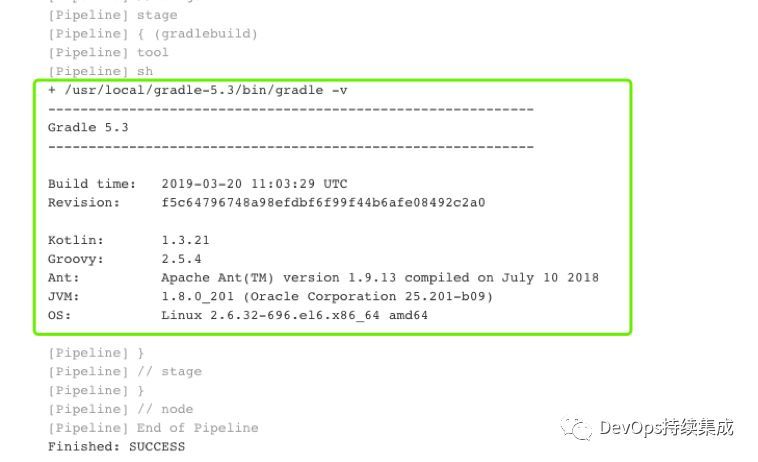 [Pipeline] stage
[Pipeline] { (gradlebuild)
[Pipeline] tool
[Pipeline] sh
+ /usr/local/gradle-5.3/bin/gradle -v
------------------------------------------------------------
Gradle 5.3
------------------------------------------------------------
Build time:   2019-03-20 11:03:29 UTC
Revision:     f5c64796748a98efdbf6f99f44b6afe08492c2a0
Kotlin:       1.3.21
Groovy:       2.5.4
Ant:          Apache Ant(TM) version 1.9.13 compiled on July 10 2018
JVM:          1.8.0_201 (Oracle Corporation 25.201-b09)
OS:           Linux 2.6.32-696.el6.x86_64 amd64
[Pipeline] }
[Pipeline] // stage
[Pipeline] }
[Pipeline] // node
[Pipeline] End of Pipeline
Finished: SUCCESS
DevOps持续集成